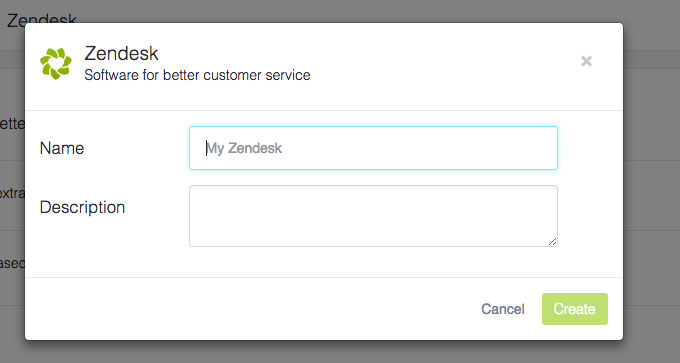 Zendesk
Zendesk
Software for better customer service
×
ette
Name
My Zendesk
extra
Description
ased
Cancel
Create